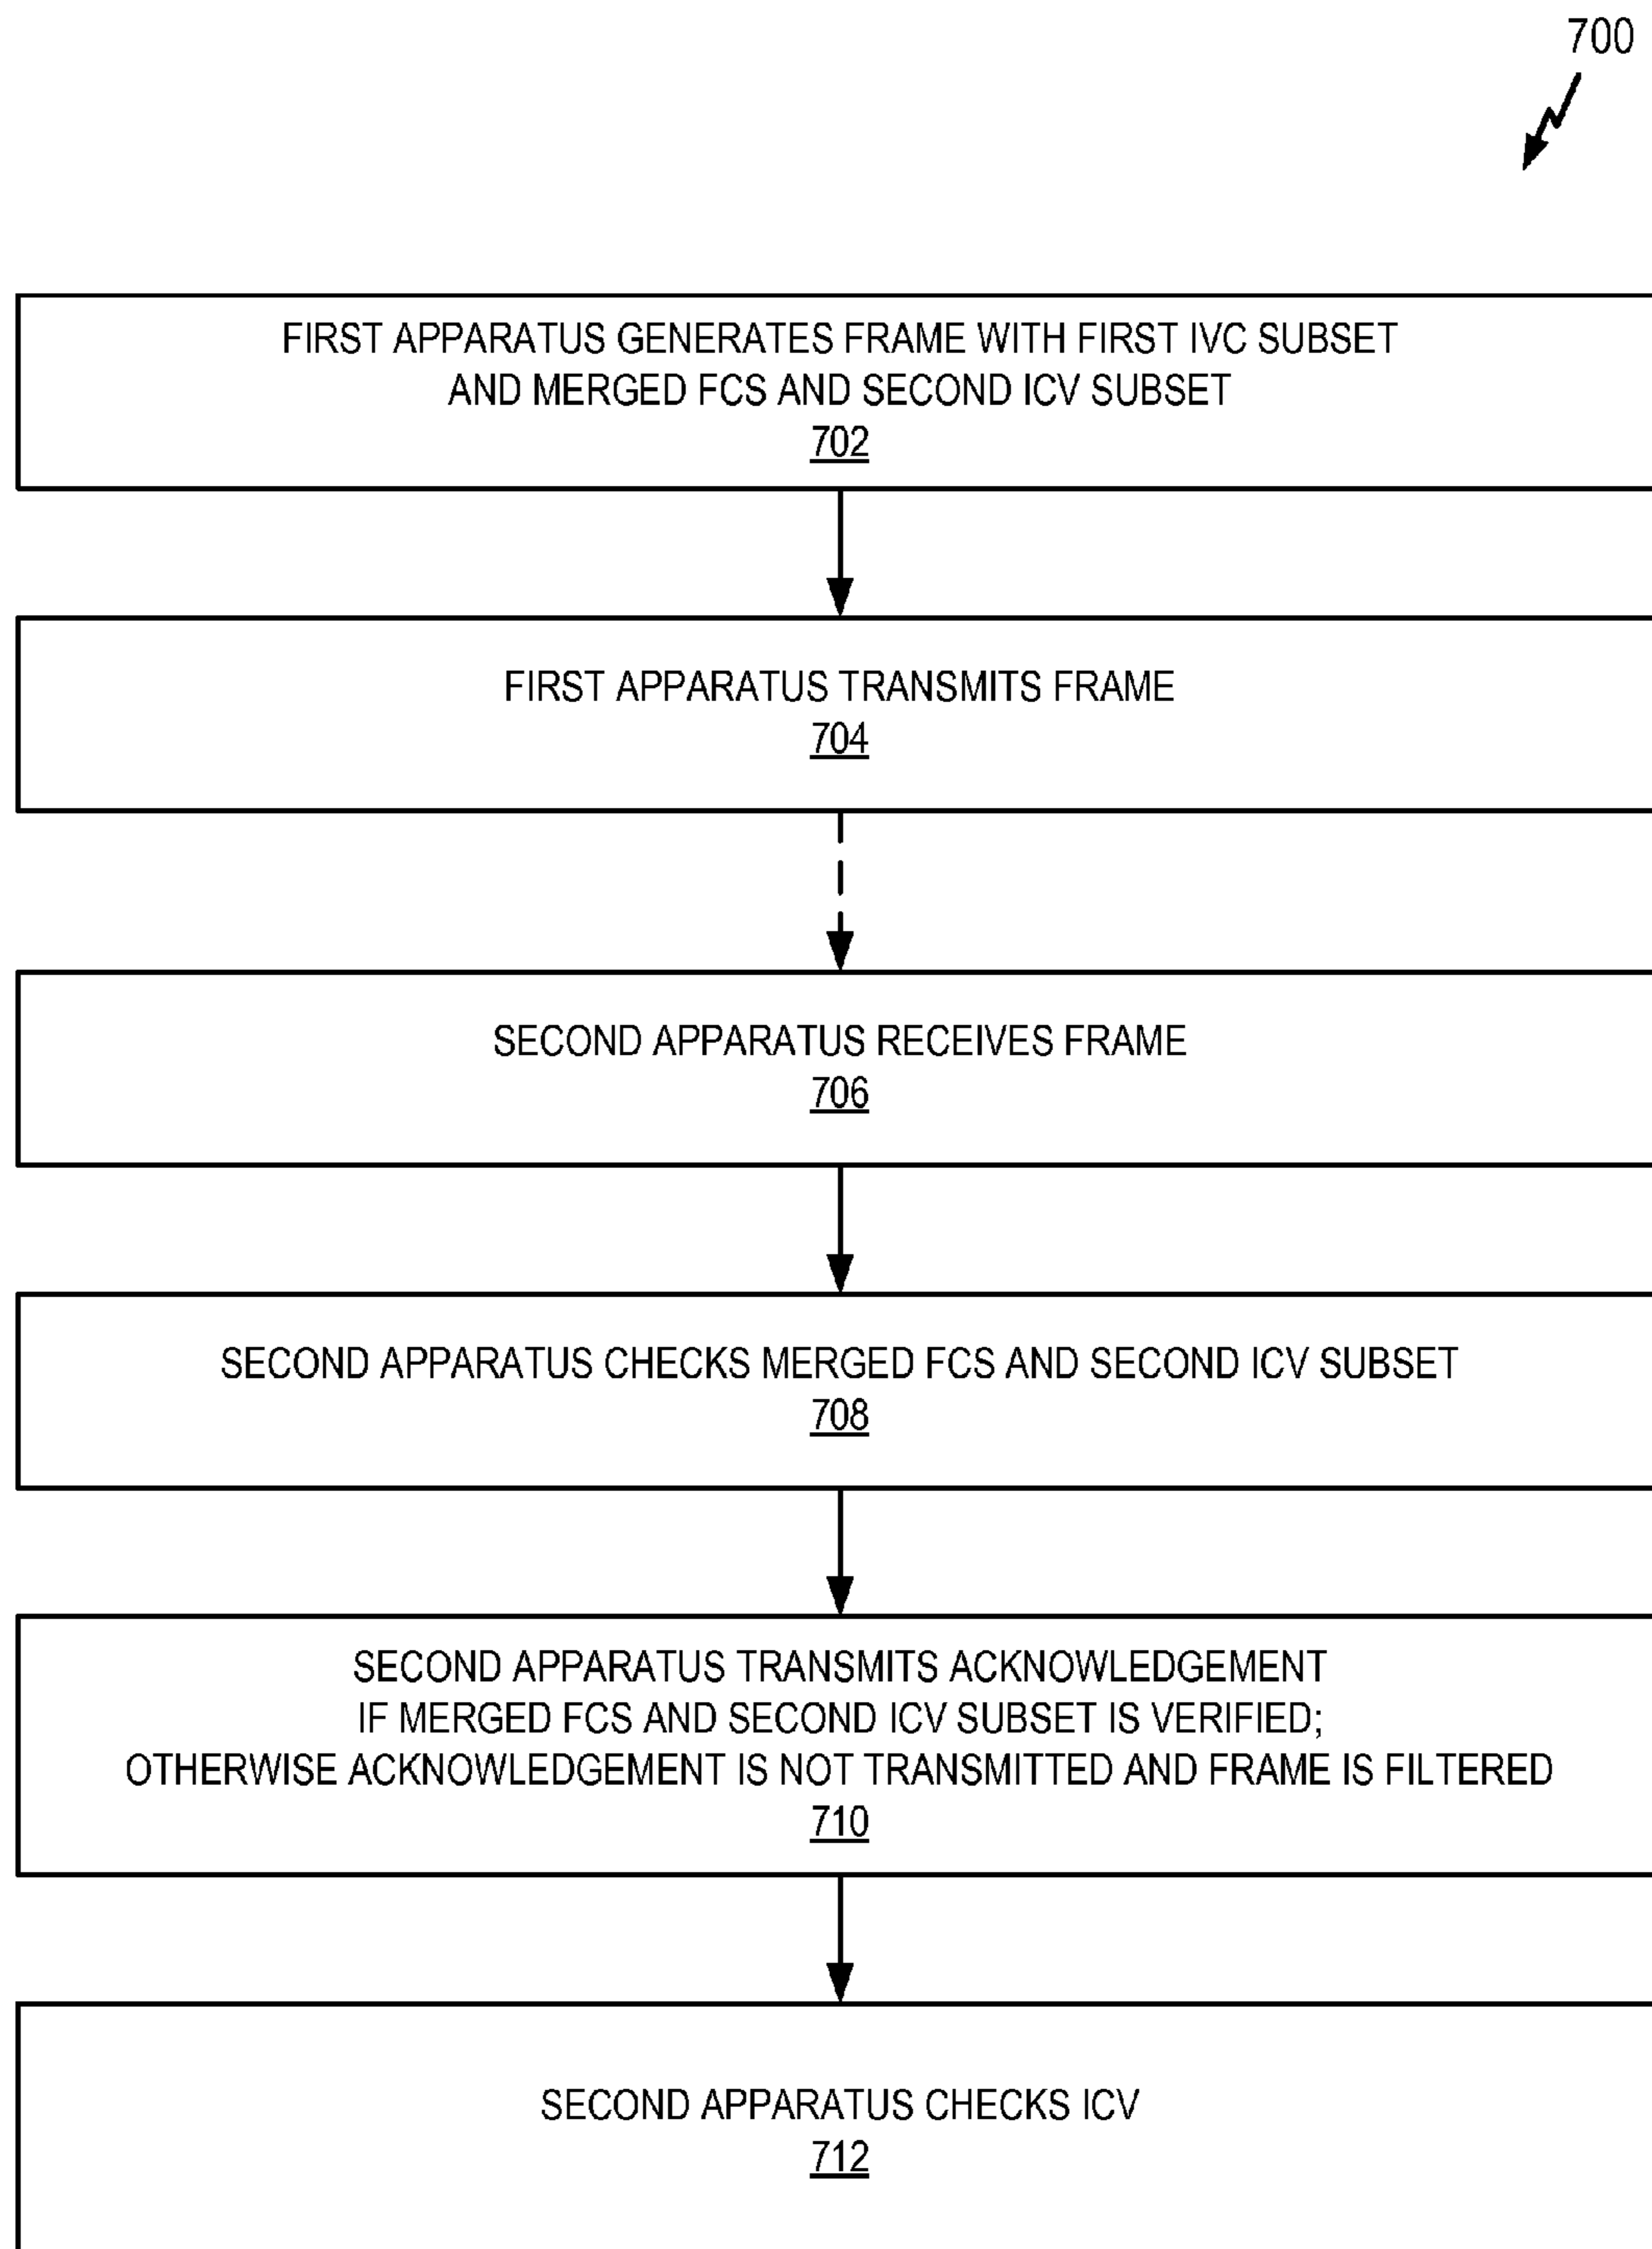 700
FIRST APPARATUS GENERATES FRAME WITH FIRST IVC SUBSET
AND MERGED FCS AND SECOND ICV SUBSET
702
FIRST APPARATUS TRANSMITS FRAME
704
SECOND APPARATUS RECEIVES FRAME
706
SECOND APPARATUS CHECKS MERGED FCS AND SECOND ICV SUBSET
708
SECOND APPARATUS TRANSMITS ACKNOWLEDGEMENT
IF MERGED FCS AND SECOND ICV SUBSET IS VERIFIED;
OTHERWISE ACKNOWLEDGEMENT IS NOT TRANSMITTED AND FRAME IS FILTERED
710
SECOND APPARATUS CHECKS ICV
712